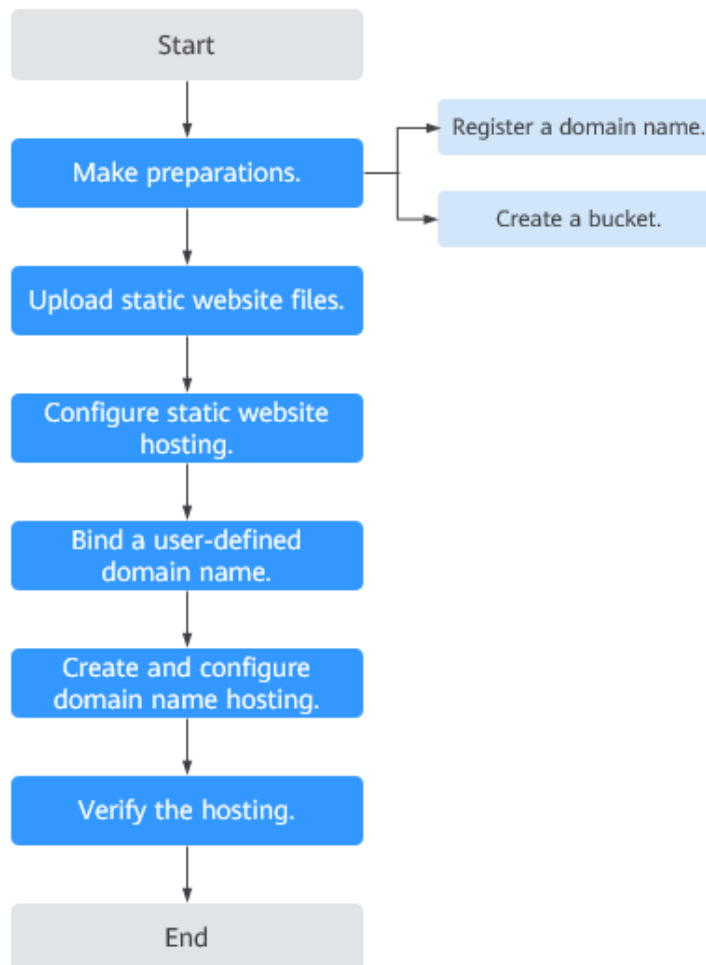 Start
Make preparations.
Register a domain name.
Create a bucket.
Upload static website files.
Configure static website
hosting.
Bind a user-defined
domain name.
Create and configure
domain name hosting.
Verify the hosting.
End